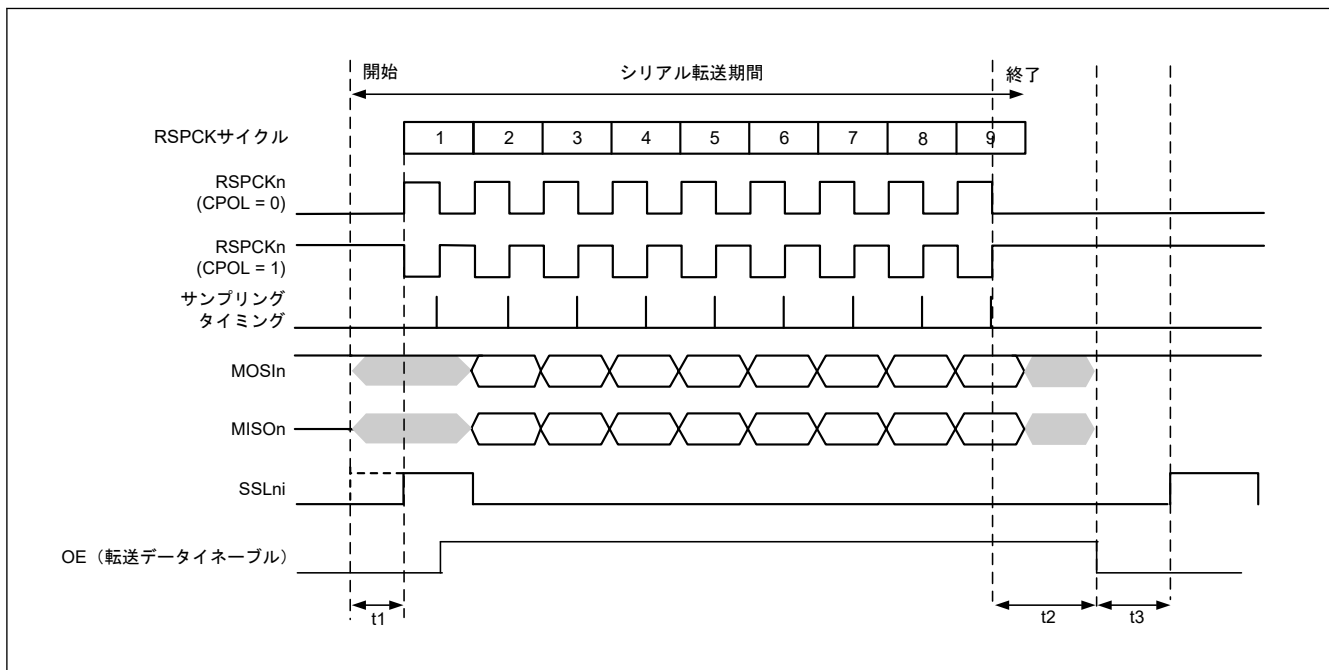 開始
シリアル転送期間
終了
RSPCKサイクル
1 2 3 4 5 6 7 8 9
RSPCKn
(CPOL = 0)
RSPCKn
(CPOL = 1)
サンプリング
タイミング
MOSIn
MISOn
SSLni
OE（転送データイネーブル）
t1
t2
t3